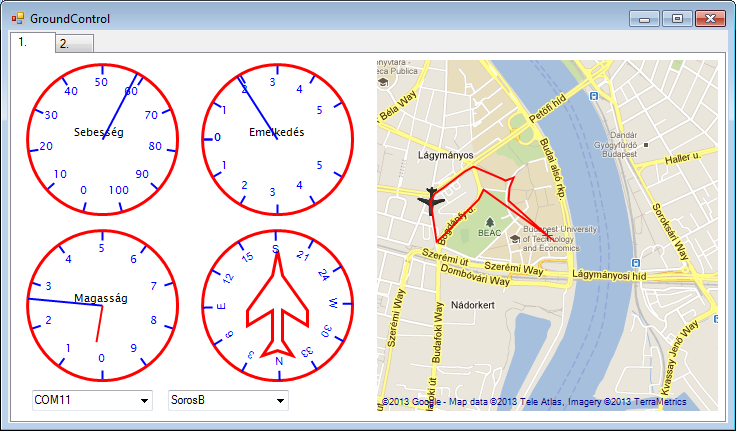 GroundControl
1.
2.
50
40
60
30
70
20
80
10
90
0
100
Sebesség
2
3
4
1
5
0
1
5
2
4
3
Emelkedés
5
4
6
3
7
2
8
1
9
0
Magasság
S
15
21
12
24
E
W
6
30
3
33
N
COM11
SorosB
Publica
Béla Way
Petőfi híd
Lágymányos
Budai alsó rkp.
Dandár
Gyógyfürdő
Budapest
Haller u.
Soroksári Way
Bogdánfy u.
BEAC
Budapest University
of Technology
and Economics
Szerémi út
Szerémi Way
Dombóvári Way
Lágymányosi híd
Nádorkert
Szerémi Way
Budafoki út
Budafoki Way
Kvassay Jenő Way
©2013 Google - Map data ©2013 Tele Atlas, Imagery ©2013 TerraMetrics